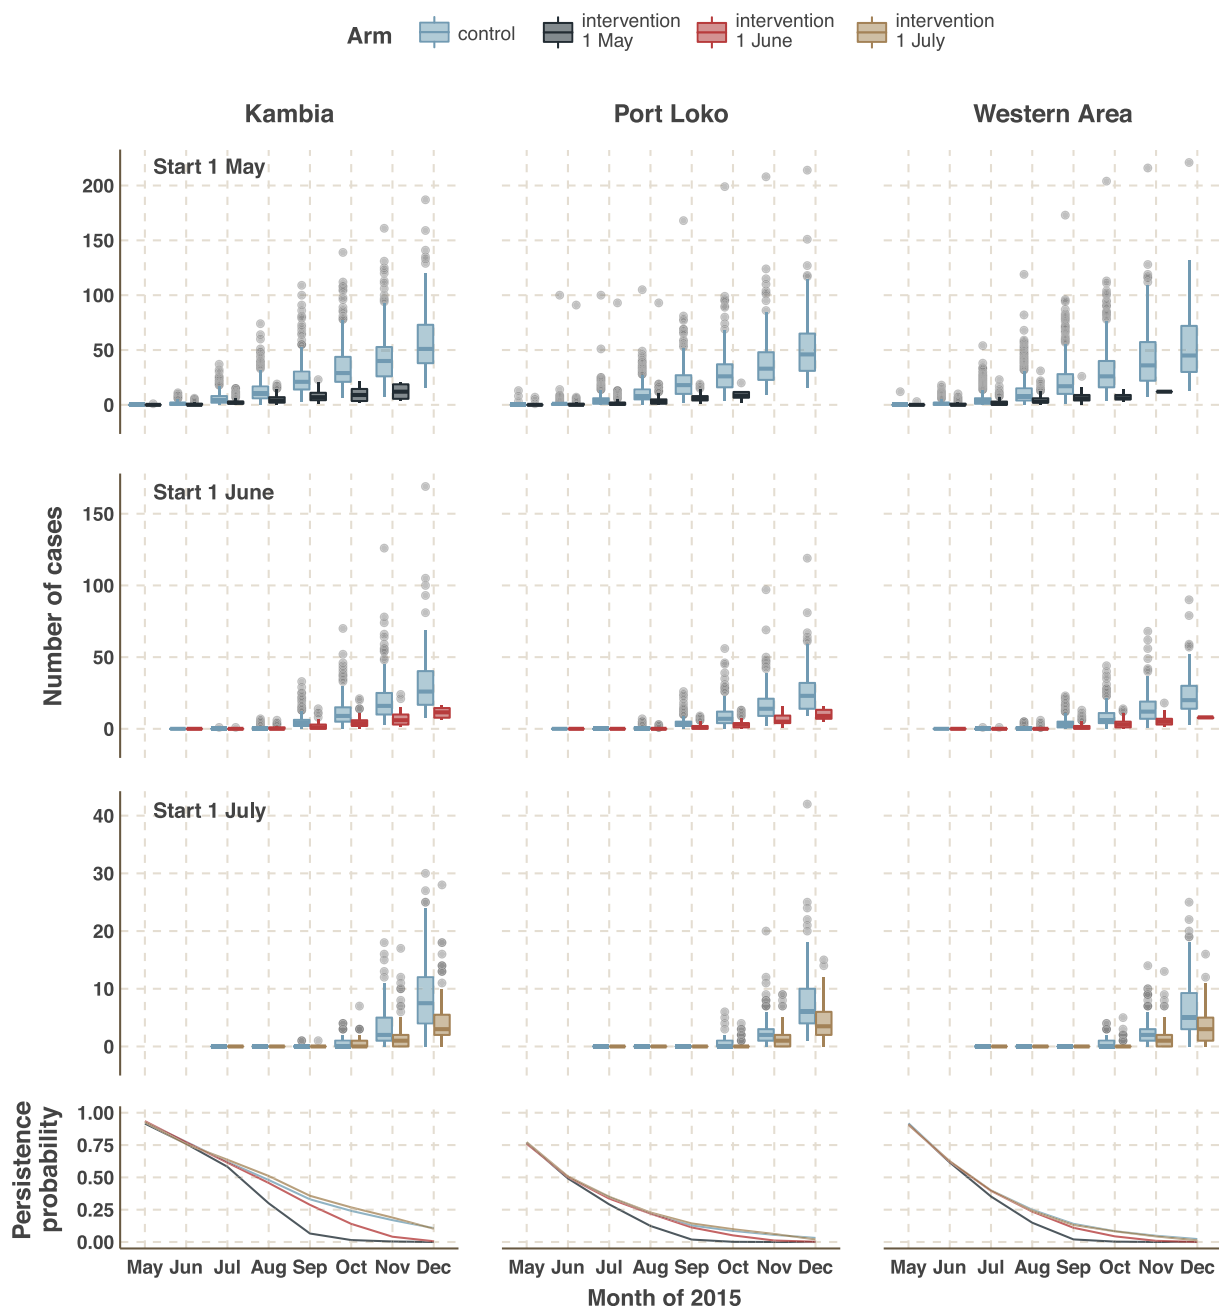 Arm control intervention 1 May intervention 1 June intervention 1 July
Kambia Port Loko Western Area
Start 1 May
200
150
100
50
0
Start 1 June
150
100
50
0
Number of cases
Start 1 July
40
30
20
10
0
Persistence
probability
1.00
0.75
0.50
0.25
0.00
May Jun Jul Aug Sep Oct Nov Dec May Jun Jul Aug Sep Oct Nov Dec May Jun Jul Aug Sep Oct Nov Dec
Month of 2015